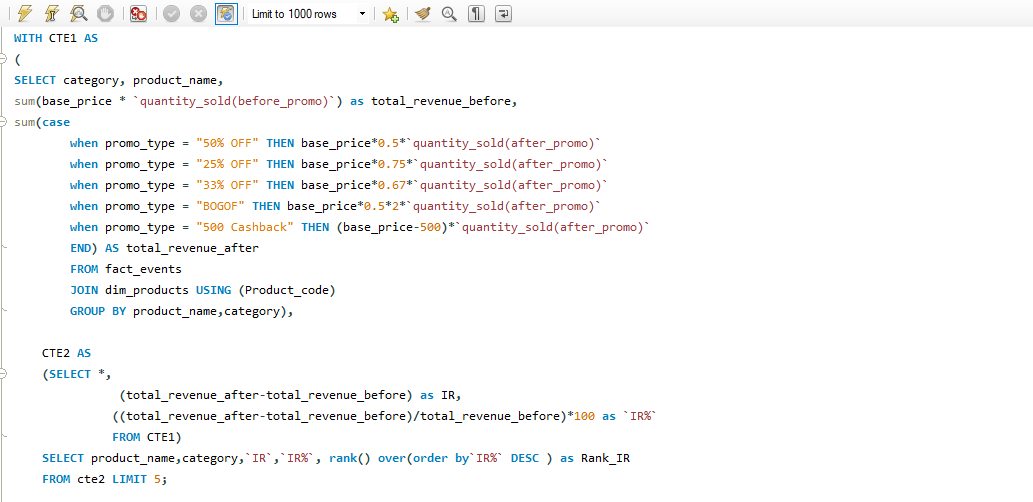 Limit to 1000 rows
WITH CTE1 AS
(
SELECT category, product_name,
sum(base_price * `quantity_sold(before_promo)`) as total_revenue_before,
sum(case
when promo_type = "50% OFF" THEN base_price*0.5*`quantity_sold(after_promo)`
when promo_type = "25% OFF" THEN base_price*0.75*`quantity_sold(after_promo)`
when promo_type = "33% OFF" THEN base_price*0.67*`quantity_sold(after_promo)`
when promo_type = "BOGOF" THEN base_price*0.5*2*`quantity_sold(after_promo)`
when promo_type = "500 Cashback" THEN (base_price-500)*`quantity_sold(after_promo)`
END) AS total_revenue_after
FROM fact_events
JOIN dim_products USING (Product_code)
GROUP BY product_name,category),
CTE2 AS
(SELECT *,
(total_revenue_after-total_revenue_before) as IR,
((total_revenue_after-total_revenue_before)/total_revenue_before)*100 as `IR%`
FROM CTE1)
SELECT product_name,category,`IR`,`IR%`, rank() over(order by`IR%` DESC ) as Rank_IR
FROM cte2 LIMIT 5;